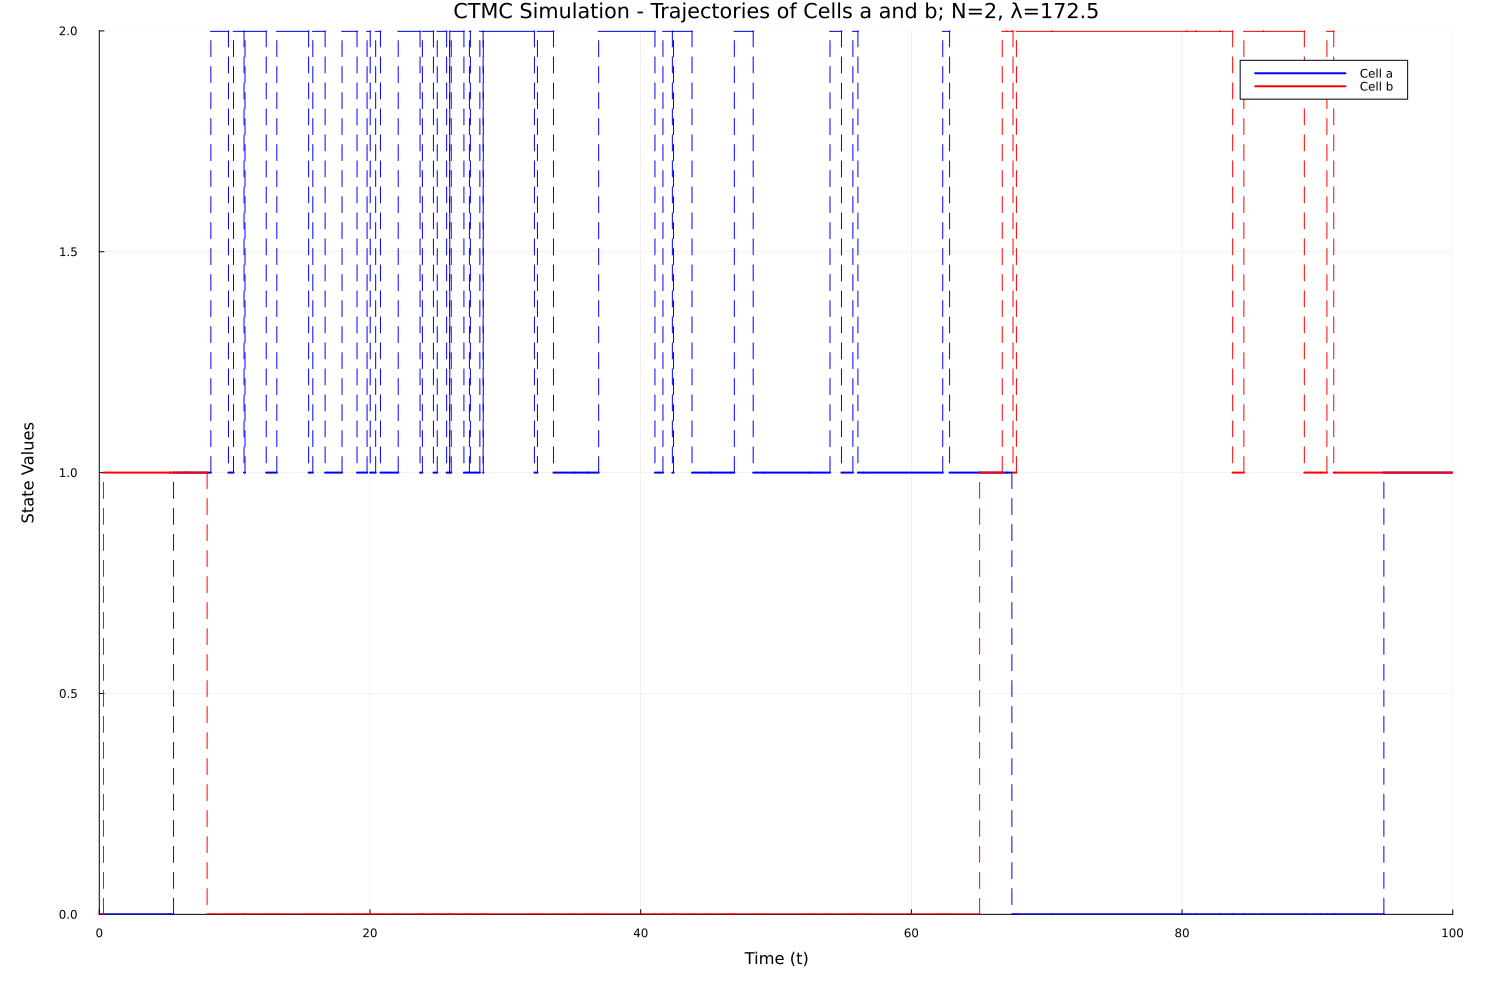 CTMC Simulation - Trajectories of Cells a and b; N=2, λ=172.5
2.0
Cell a
Cell b
1.5
1.0
State Values
0.5
0.0
0 20 40 60 80 100
Time (t)